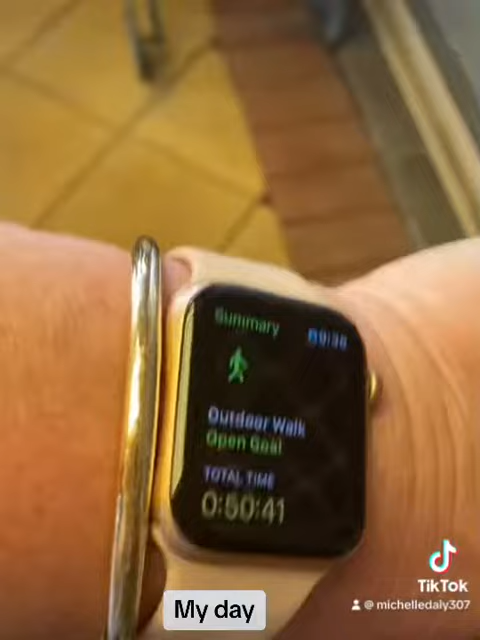 Summary
Outdoor Walk
Open Goal
TOTAL TIME
0:50:41
TikTok
@michelledaly307
My day